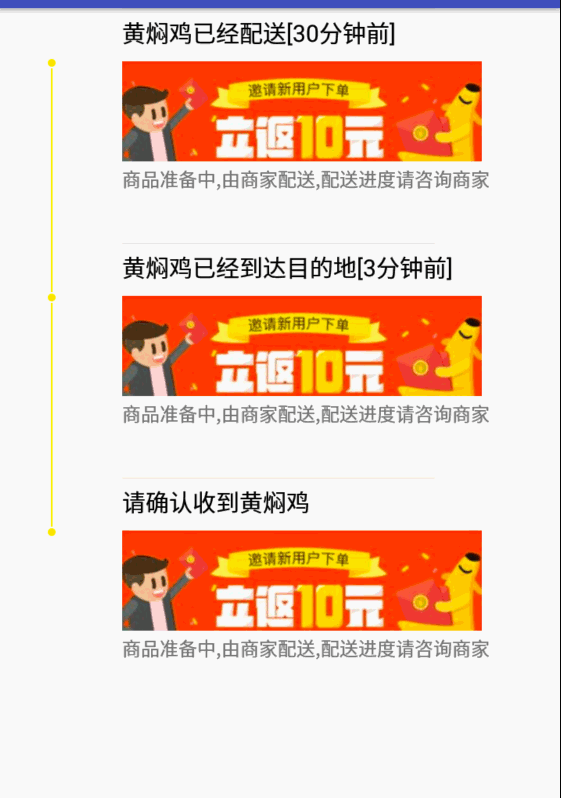 黄焖鸡已经配送[30分钟前]
邀请新用户下单
立返10元
商品准备中,由商家配送,配送进度请咨询商家
黄焖鸡已经到达目的地[3分钟前]
邀请新用户下单
立返10元
商品准备中,由商家配送,配送进度请咨询商家
请确认收到黄焖鸡
邀请新用户下单
立返10元
商品准备中,由商家配送,配送进度请咨询商家